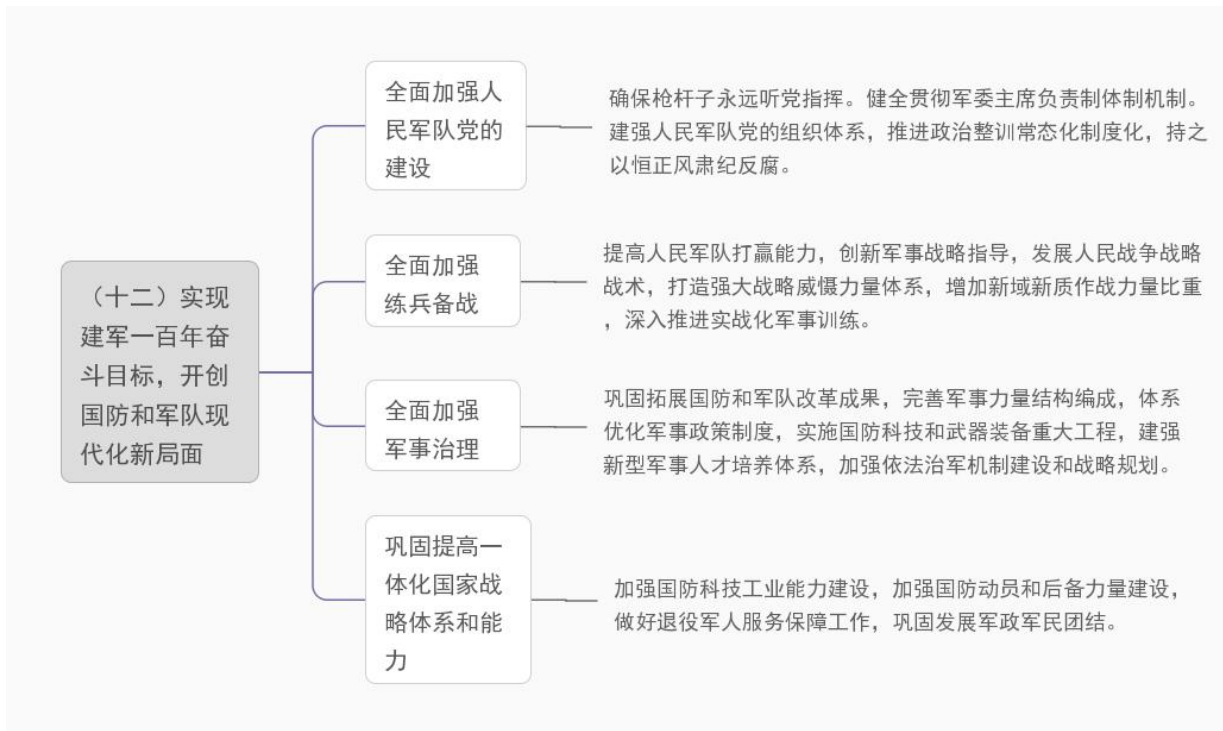 （十二）实现
建军一百年奋
斗目标，开创
国防和军队现
代化新局面
全面加强人
民军队党的
建设
确保枪杆子永远听党指挥。健全贯彻军委主席负责制体制机制。
建强人民军队党的组织体系，推进政治整训常态化制度化，持之
以恒正风肃纪反腐。
全面加强
练兵备战
提高人民军队打赢能力，创新军事战略指导，发展人民战争战略
战术，打造强大战略威慑力量体系，增加新域新质作战力量比重
，深入推进实战化军事训练。
全面加强
军事治理
巩固拓展国防和军队改革成果，完善军事力量结构编成，体系
优化军事政策制度，实施国防科技和武器装备重大工程，建强
新型军事人才培养体系，加强依法治军机制建设和战略规划。
巩固提高一
体化国家战
略体系和能
力
加强国防科技工业能力建设，加强国防动员和后备力量建设，
做好退役军人服务保障工作，巩固发展军政军民团结。